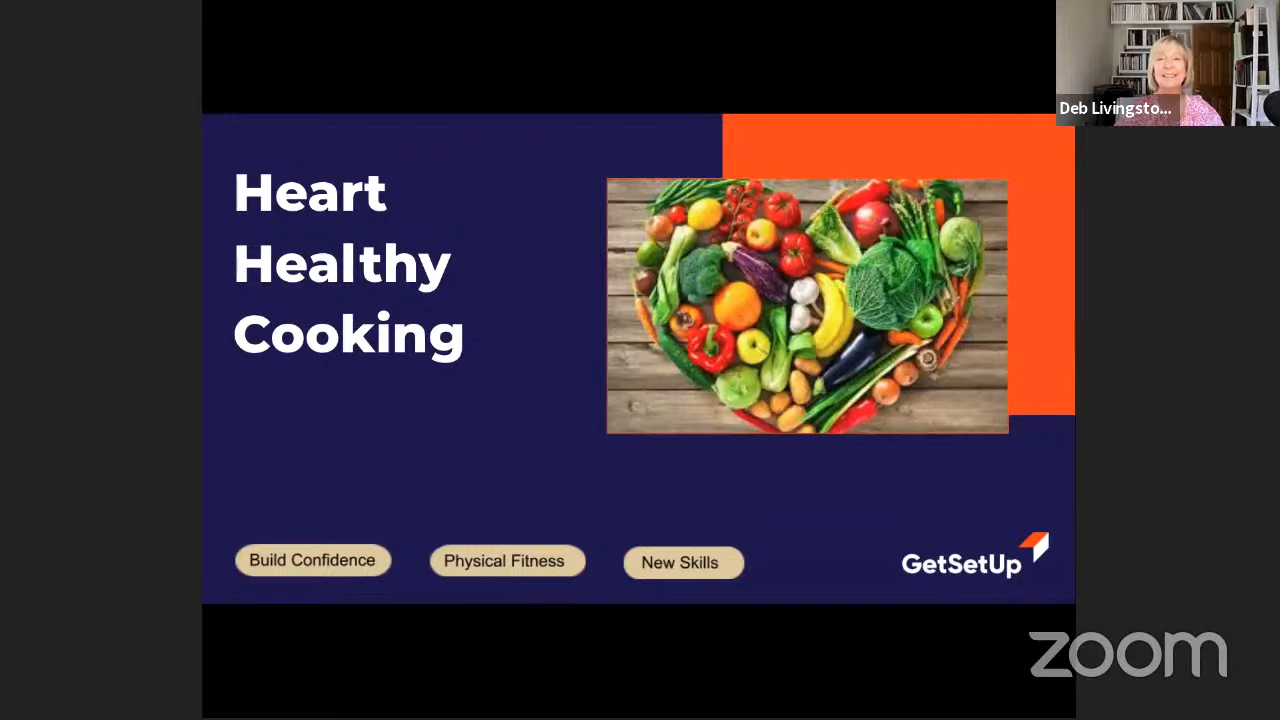 Deb Livingsto...
Heart
Healthy
Cooking
Build Confidence
Physical Fitness
New Skills
GetSetUp
zoom